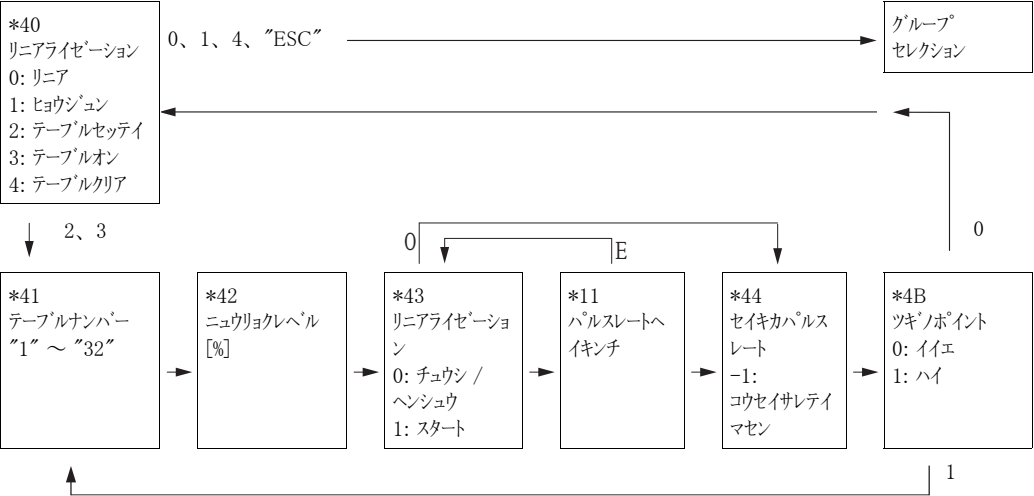 *40
リニアライゼーション
0: リニア
1: ヒョウジュン
2: テーブルセッテイ
3: テーブルオン
4: テーブルクリア
0、1、4、"ESC"
グループ
セレクション
2、3
0
E
0
*41
テーブルナンバー
"1" ～ "32"
*42
ニュウリョクレベル
[%]
*43
リニアライゼーショ
ン
0: チュウシ /
ヘンシュウ
1: スタート
*11
パルスレートヘ
イキンチ
*44
セイキカパルス
レート
-1:
コウセイサレテイ
マセン
*4B
ツギノポイント
0: イイエ
1: ハイ
1